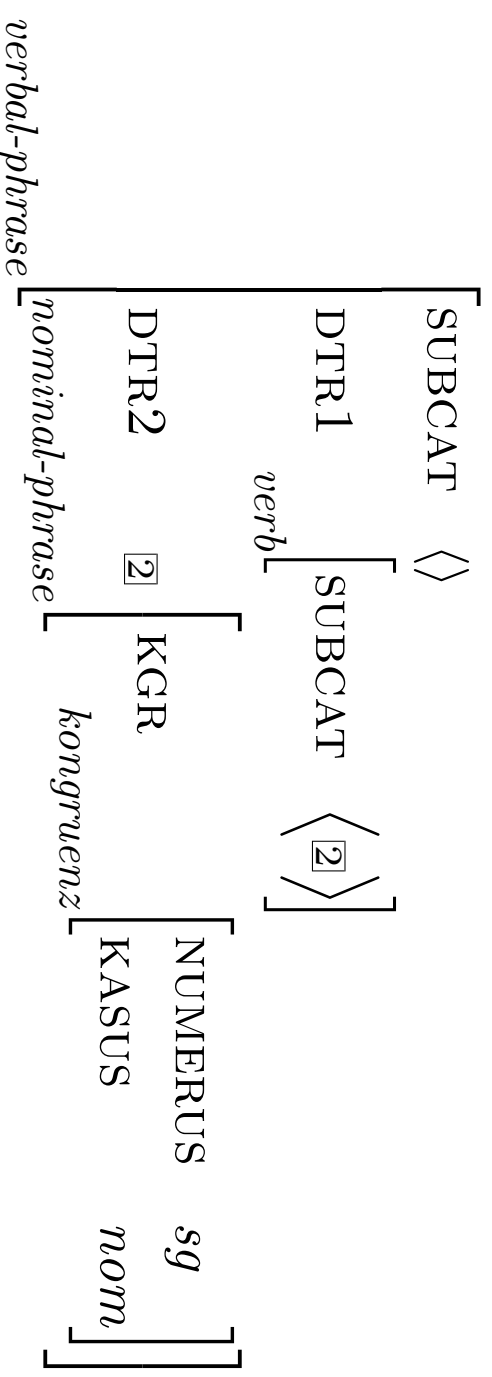 SUBCAT ⟨⟩
DTR1 verb[SUBCAT ⟨2⟩]
DTR2 2 nominal-phrase[KGR kongruenz[NUMERUS sg
KASUS nom]]
verbal-phrase